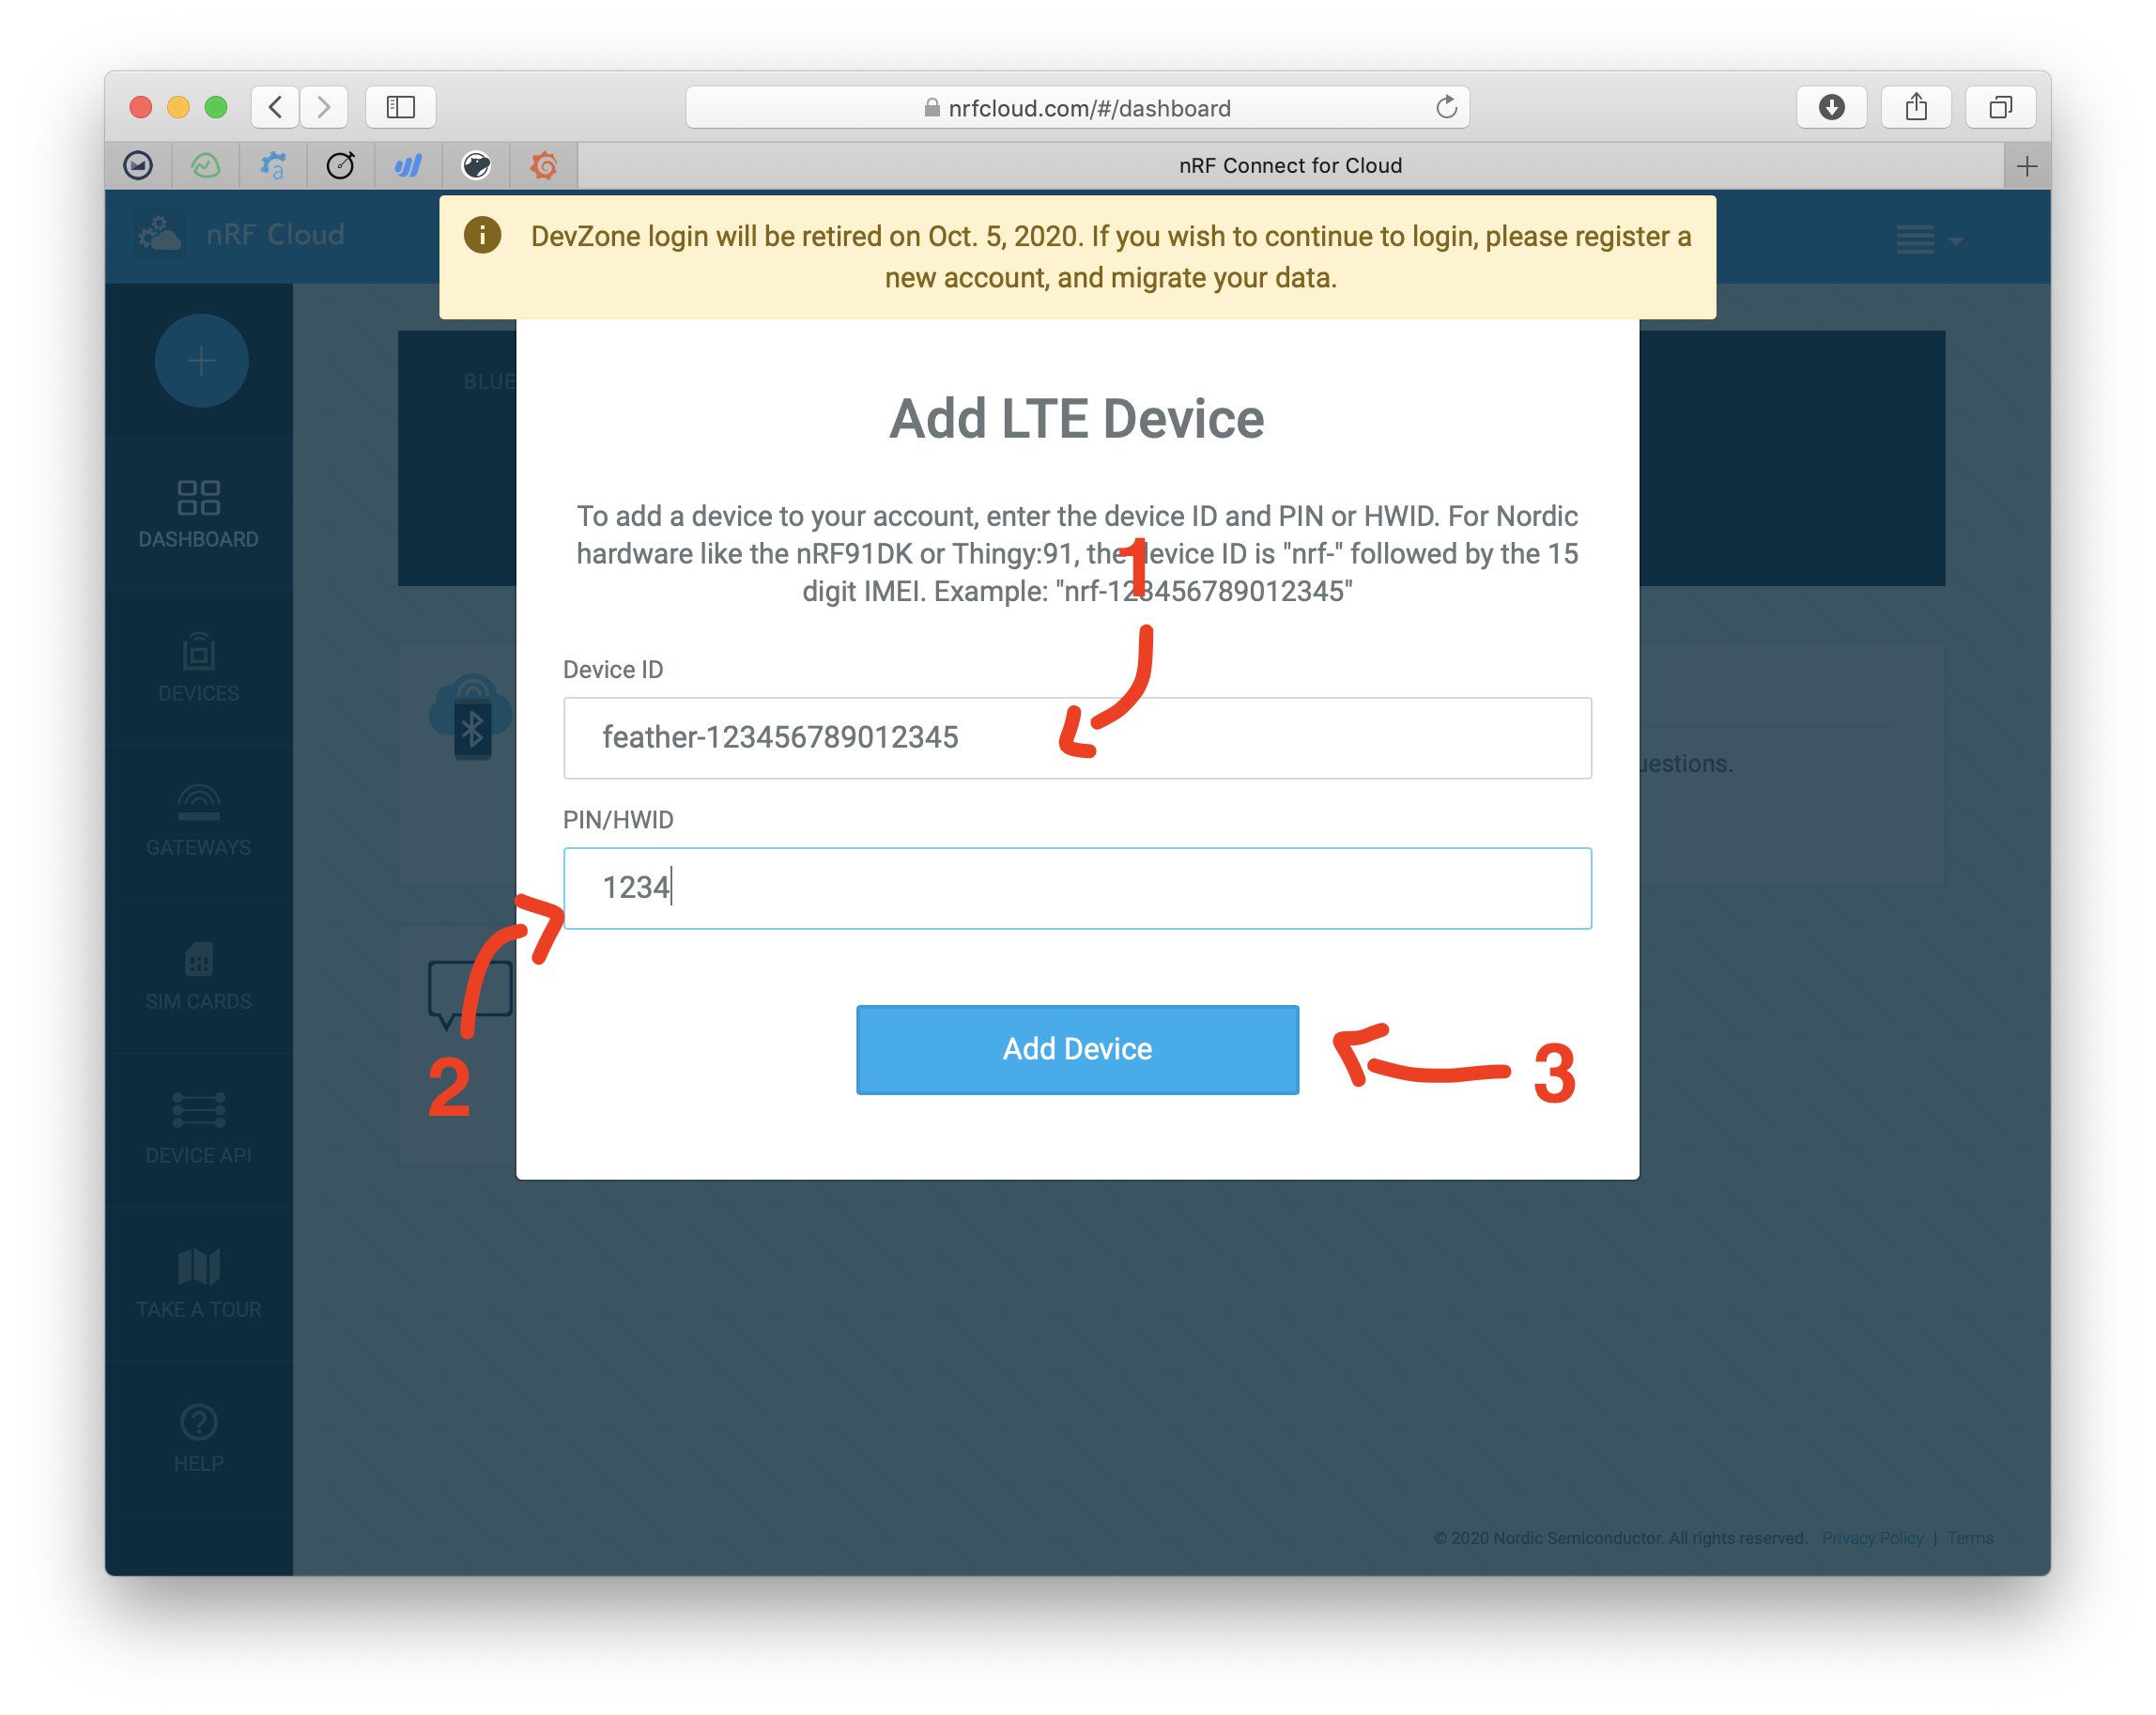 nrfcloud.com/#/dashboard
nRF Connect for Cloud
nRF Cloud
DevZone login will be retired on Oct. 5, 2020. If you wish to continue to login, please register a
new account, and migrate your data.
BLUE
Add LTE Device
To add a device to your account, enter the device ID and PIN or HWID. For Nordic
hardware like the nRF91DK or Thingy:91, the device ID is "nrf-" followed by the 15
digit IMEI. Example: "nrf-123456789012345"
1
Device ID
feather-123456789012345
PIN/HWID
1234
2
Add Device
3
uestions.
DASHBOARD
DEVICES
GATEWAYS
SIM CARDS
DEVICE API
TAKE A TOUR
HELP
© 2020 Nordic Semiconductor. All rights reserved. Privacy Policy | Terms